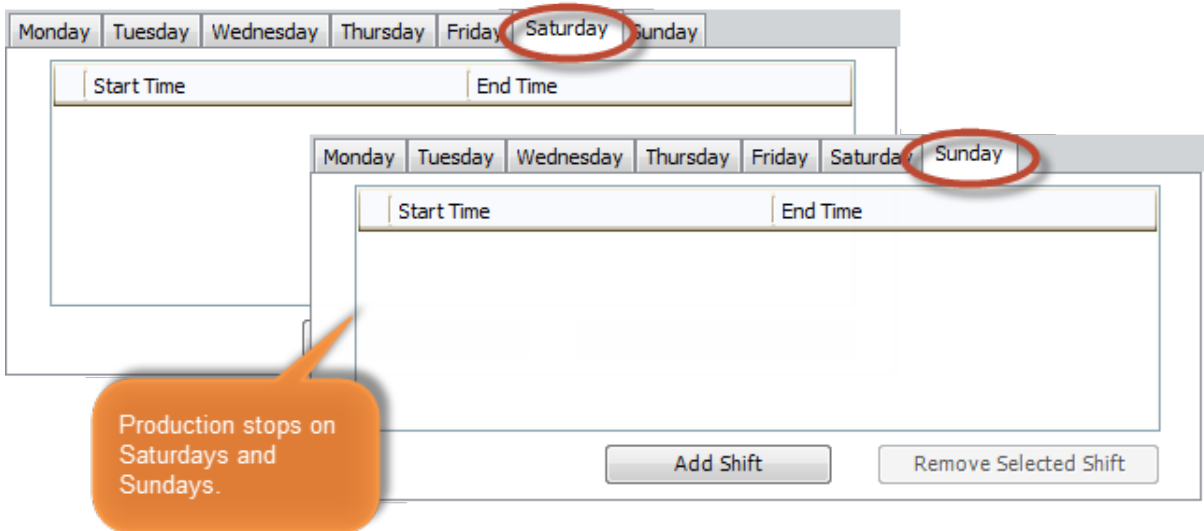 Monday Tuesday Wednesday Thursday Friday Saturday Sunday
Start Time End Time
Monday Tuesday Wednesday Thursday Friday Saturday Sunday
Start Time End Time
Production stops on
Saturdays and
Sundays.
Add Shift Remove Selected Shift